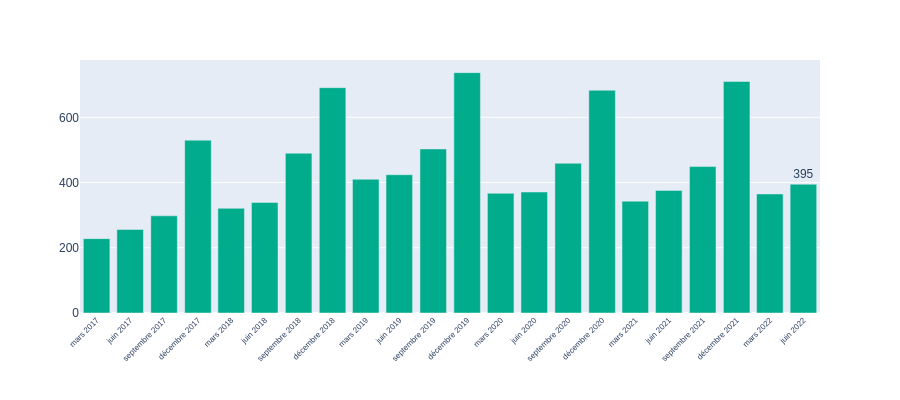 600
400
200
0
395
mars 2017
juin 2017
septembre 2017
décembre 2017
mars 2018
juin 2018
septembre 2018
décembre 2018
mars 2019
juin 2019
septembre 2019
décembre 2019
mars 2020
juin 2020
septembre 2020
décembre 2020
mars 2021
juin 2021
septembre 2021
décembre 2021
mars 2022
juin 2022